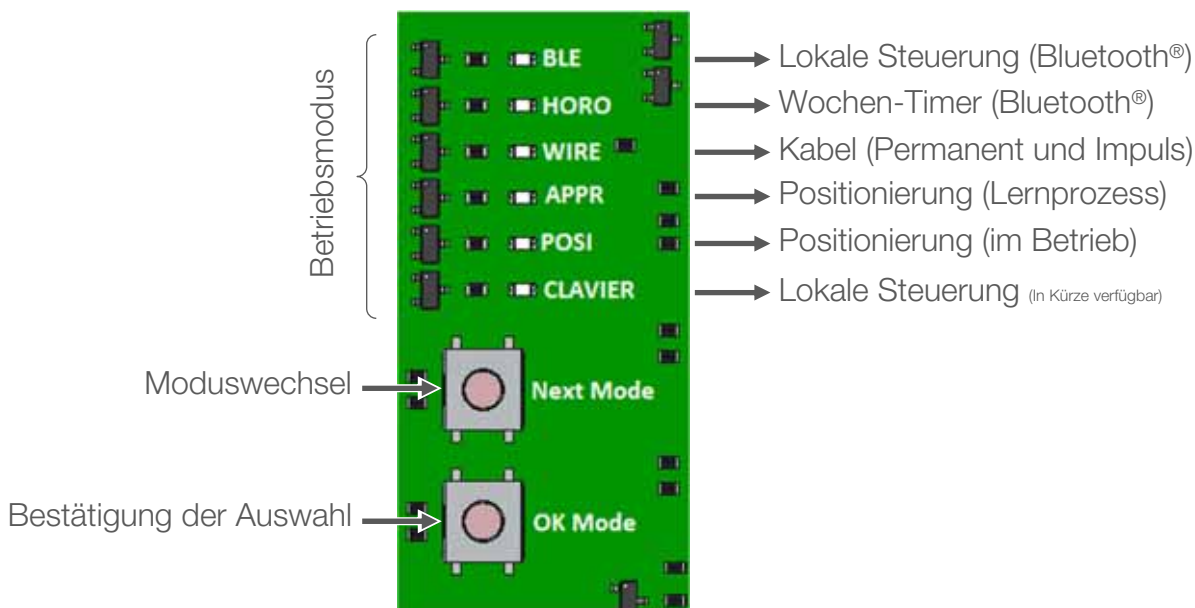 Betriebsmodus
BLE
Lokale Steuerung (Bluetooth®)
HORO
Wochen-Timer (Bluetooth®)
WIRE
Kabel (Permanent und Impuls)
APPR
Positionierung (Lernprozess)
POSI
Positionierung (im Betrieb)
CLAVIER
Lokale Steuerung (In Kürze verfügbar)
Moduswechsel
Next Mode
Bestätigung der Auswahl
OK Mode